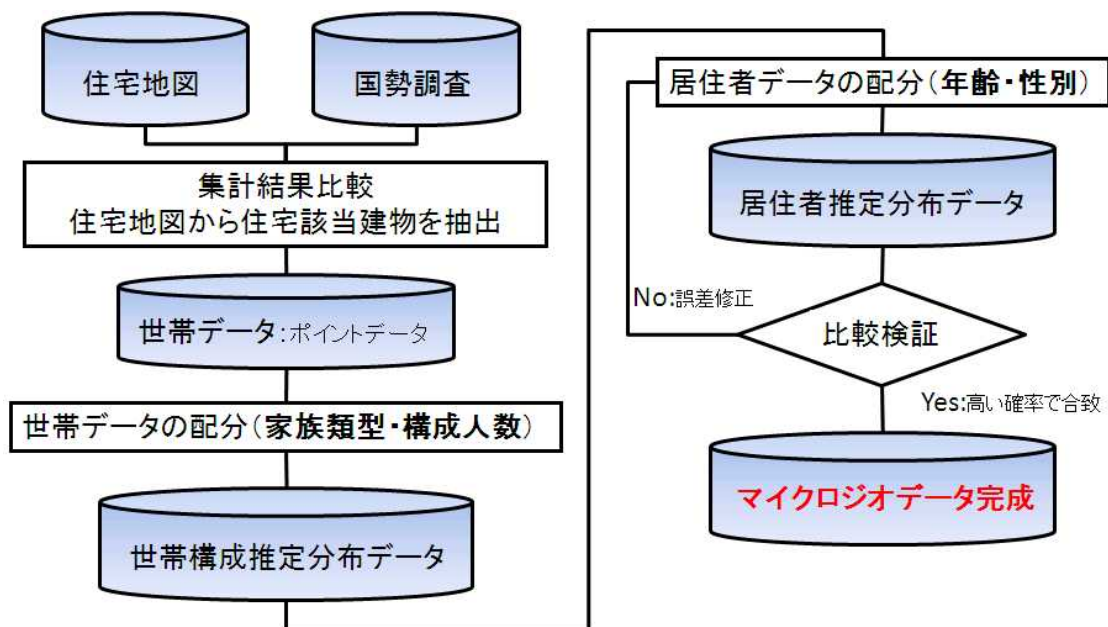 住宅地図
国勢調査
集計結果比較
住宅地図から住宅該当建物を抽出
世帯データ:ポイントデータ
世帯データの配分(家族類型・構成人数)
世帯構成推定分布データ
居住者データの配分(年齢・性別)
居住者推定分布データ
No:誤差修正
比較検証
Yes:高い確率で合致
マイクロジオデータ完成